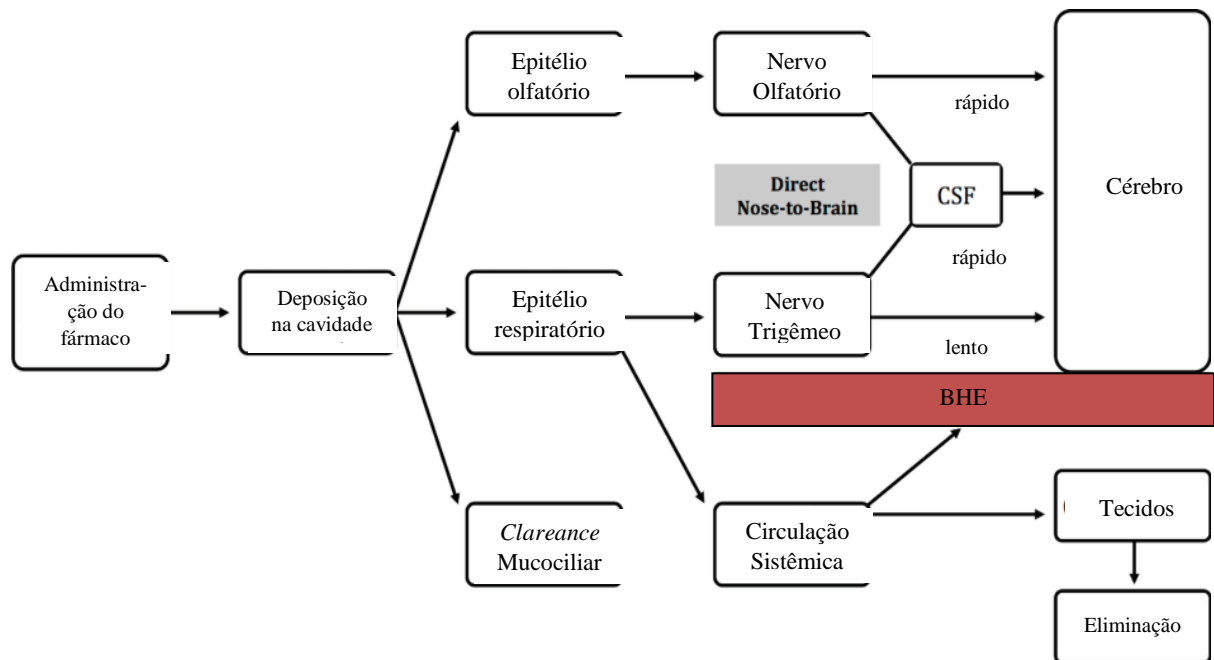 Epitélio
olfatório
Nervo
Olfatório
rápido
Direct
Nose-to-Brain
CSF
Cérebro
Administra-
ção do
fármaco
Deposição
na cavidade
Epitélio
respiratório
Nervo
Trigêmeo
rápido
lento
BHE
Clareance
Mucociliar
Circulação
Sistêmica
Tecidos
Eliminação